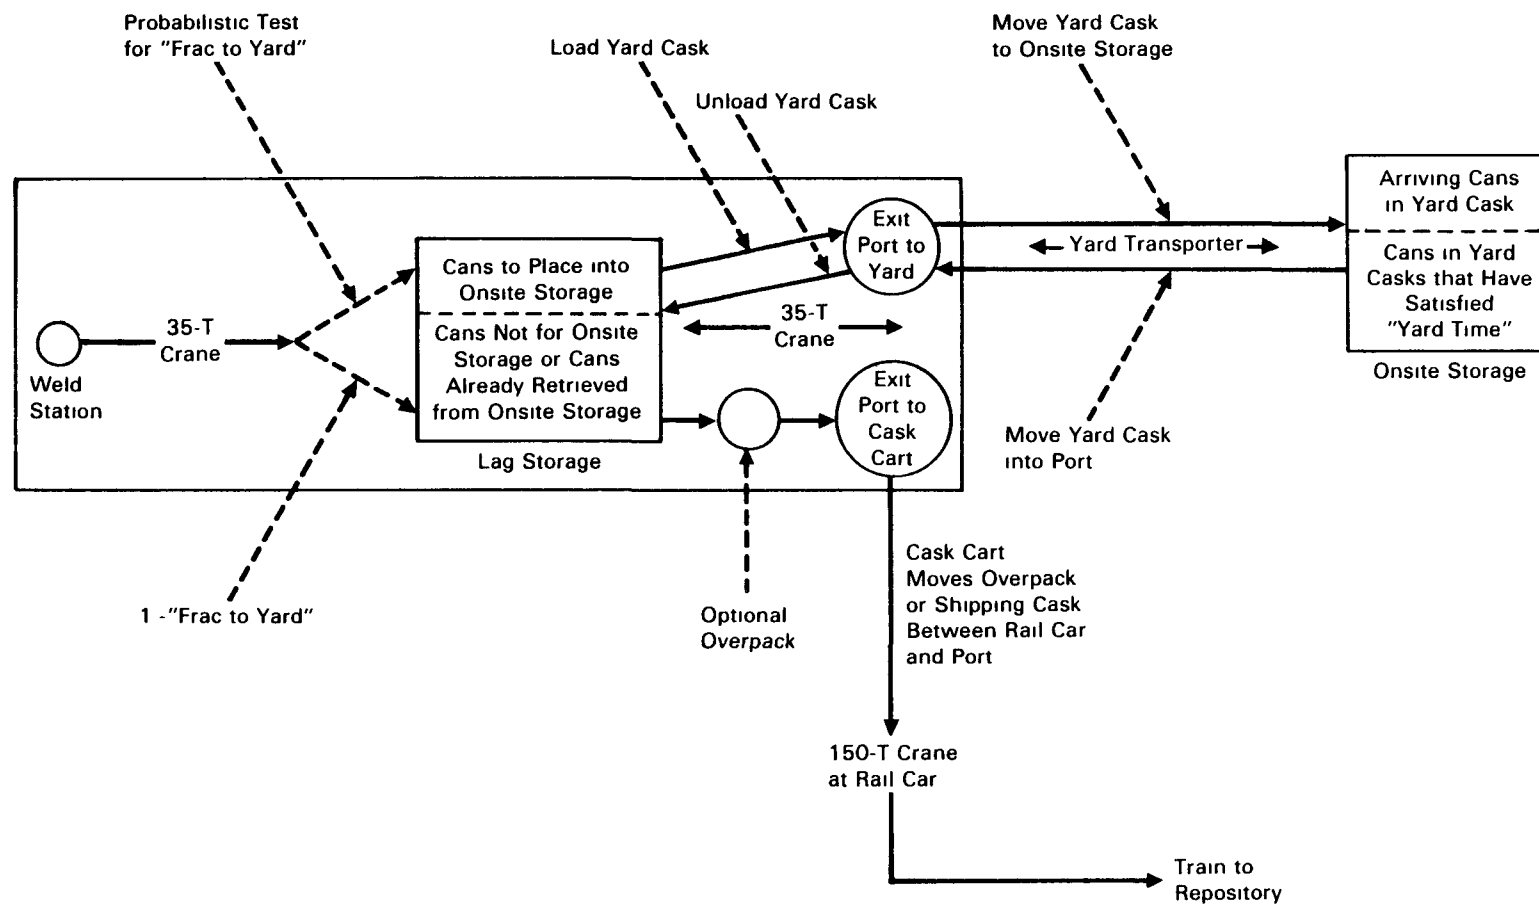 Probabilistic Test
for "Frac to Yard"
Load Yard Cask
Unload Yard Cask
Move Yard Cask
to Onsite Storage
Arriving Cans
in Yard Cask
Cans in Yard
Casks that Have
Satisfied
"Yard Time"
Onsite Storage
Exit
Port to
Yard
Yard Transporter
Cans to Place into
Onsite Storage
Cans Not for Onsite
Storage or Cans
Already Retrieved
from Onsite Storage
Lag Storage
35-T
Crane
35-T
Crane
Weld
Station
Exit
Port to
Cask
Cart
Move Yard Cask
into Port
1 -"Frac to Yard"
Optional
Overpack
Cask Cart
Moves Overpack
or Shipping Cask
Between Rail Car
and Port
150-T Crane
at Rail Car
Train to
Repository